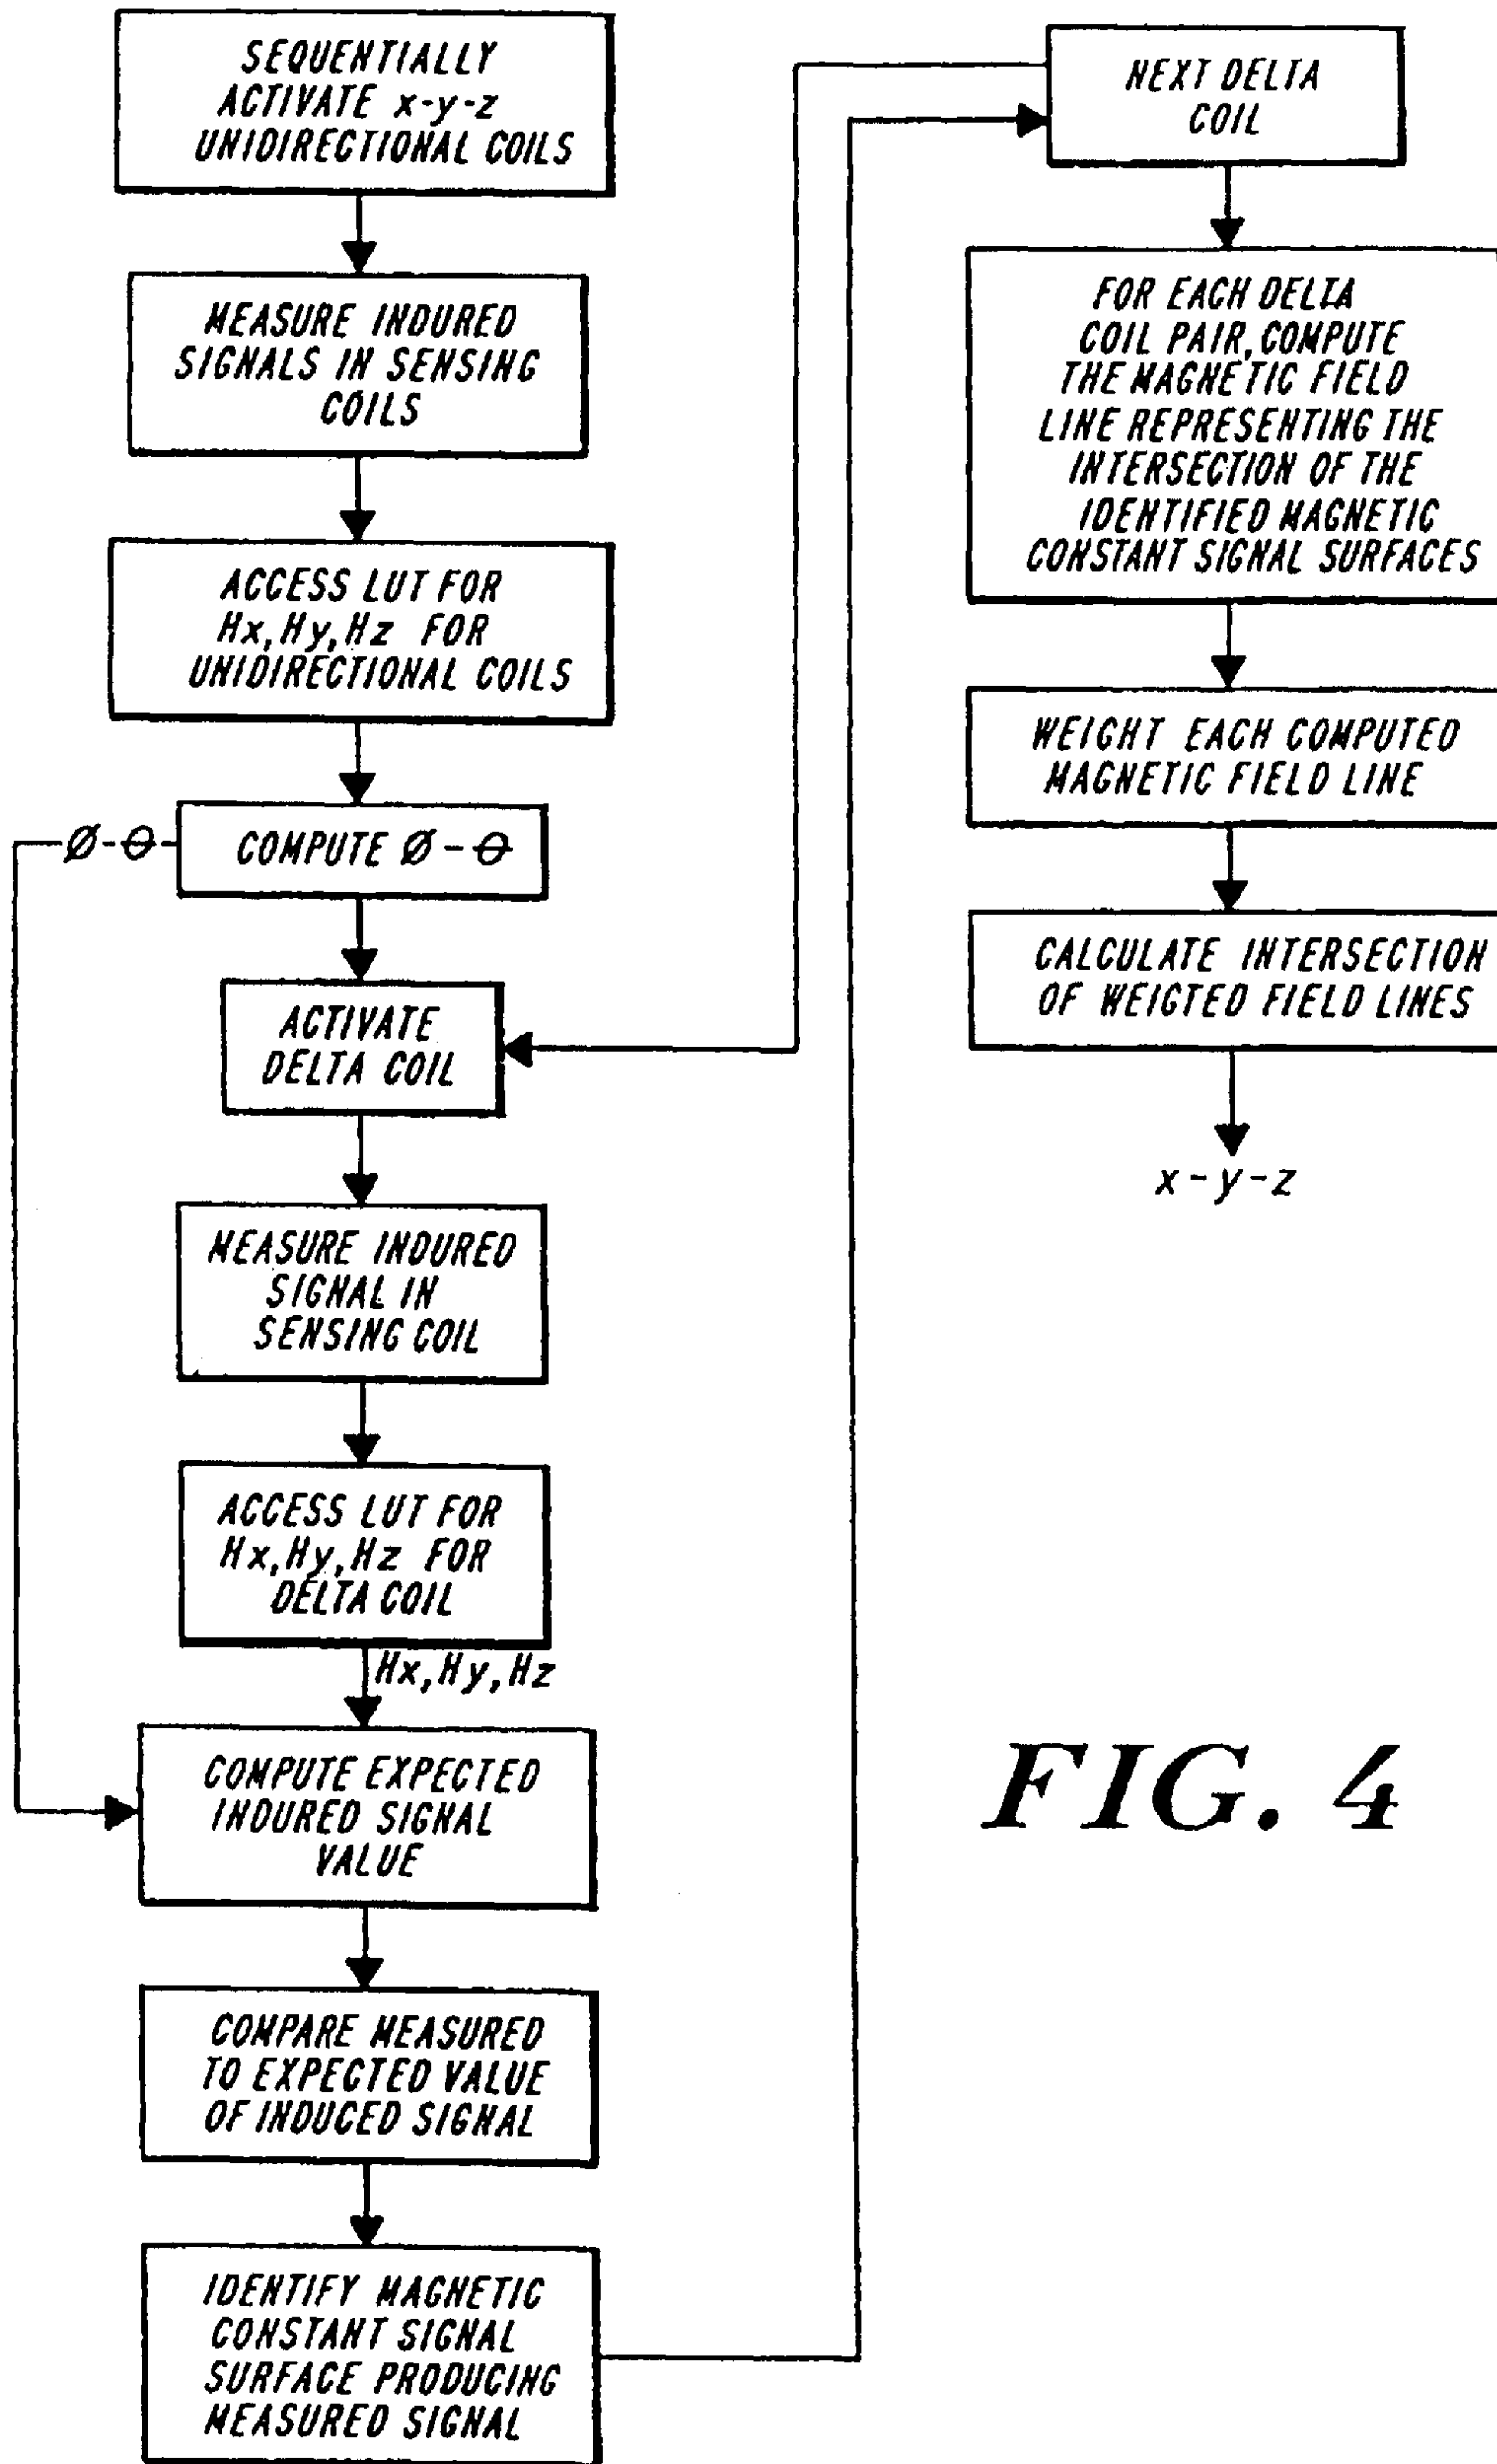 SEQUENTIALLY
ACTIVATE x-y-z
UNIDIRECTIONAL COILS
MEASURE INDURED
SIGNALS IN SENSING
COILS
ACCESS LUT FOR
Hx, Hy, Hz FOR
UNIDIRECTIONAL COILS
Ø-Θ
COMPUTE Ø-Θ
ACTIVATE
DELTA COIL
MEASURE INDURED
SIGNAL IN
SENSING COIL
ACCESS LUT FOR
Hx, Hy, Hz FOR
DELTA COIL
Hx, Hy, Hz
COMPUTE EXPECTED
INDURED SIGNAL
VALUE
COMPARE MEASURED
TO EXPECTED VALUE
OF INDUCED SIGNAL
IDENTIFY MAGNETIC
CONSTANT SIGNAL
SURFACE PRODUCING
MEASURED SIGNAL
NEXT DELTA
COIL
FOR EACH DELTA
COIL PAIR, COMPUTE
THE MAGNETIC FIELD
LINE REPRESENTING THE
INTERSECTION OF THE
IDENTIFIED MAGNETIC
CONSTANT SIGNAL SURFACES
WEIGHT EACH COMPUTED
MAGNETIC FIELD LINE
CALCULATE INTERSECTION
OF WEIGTED FIELD LINES
x-y-z
FIG. 4